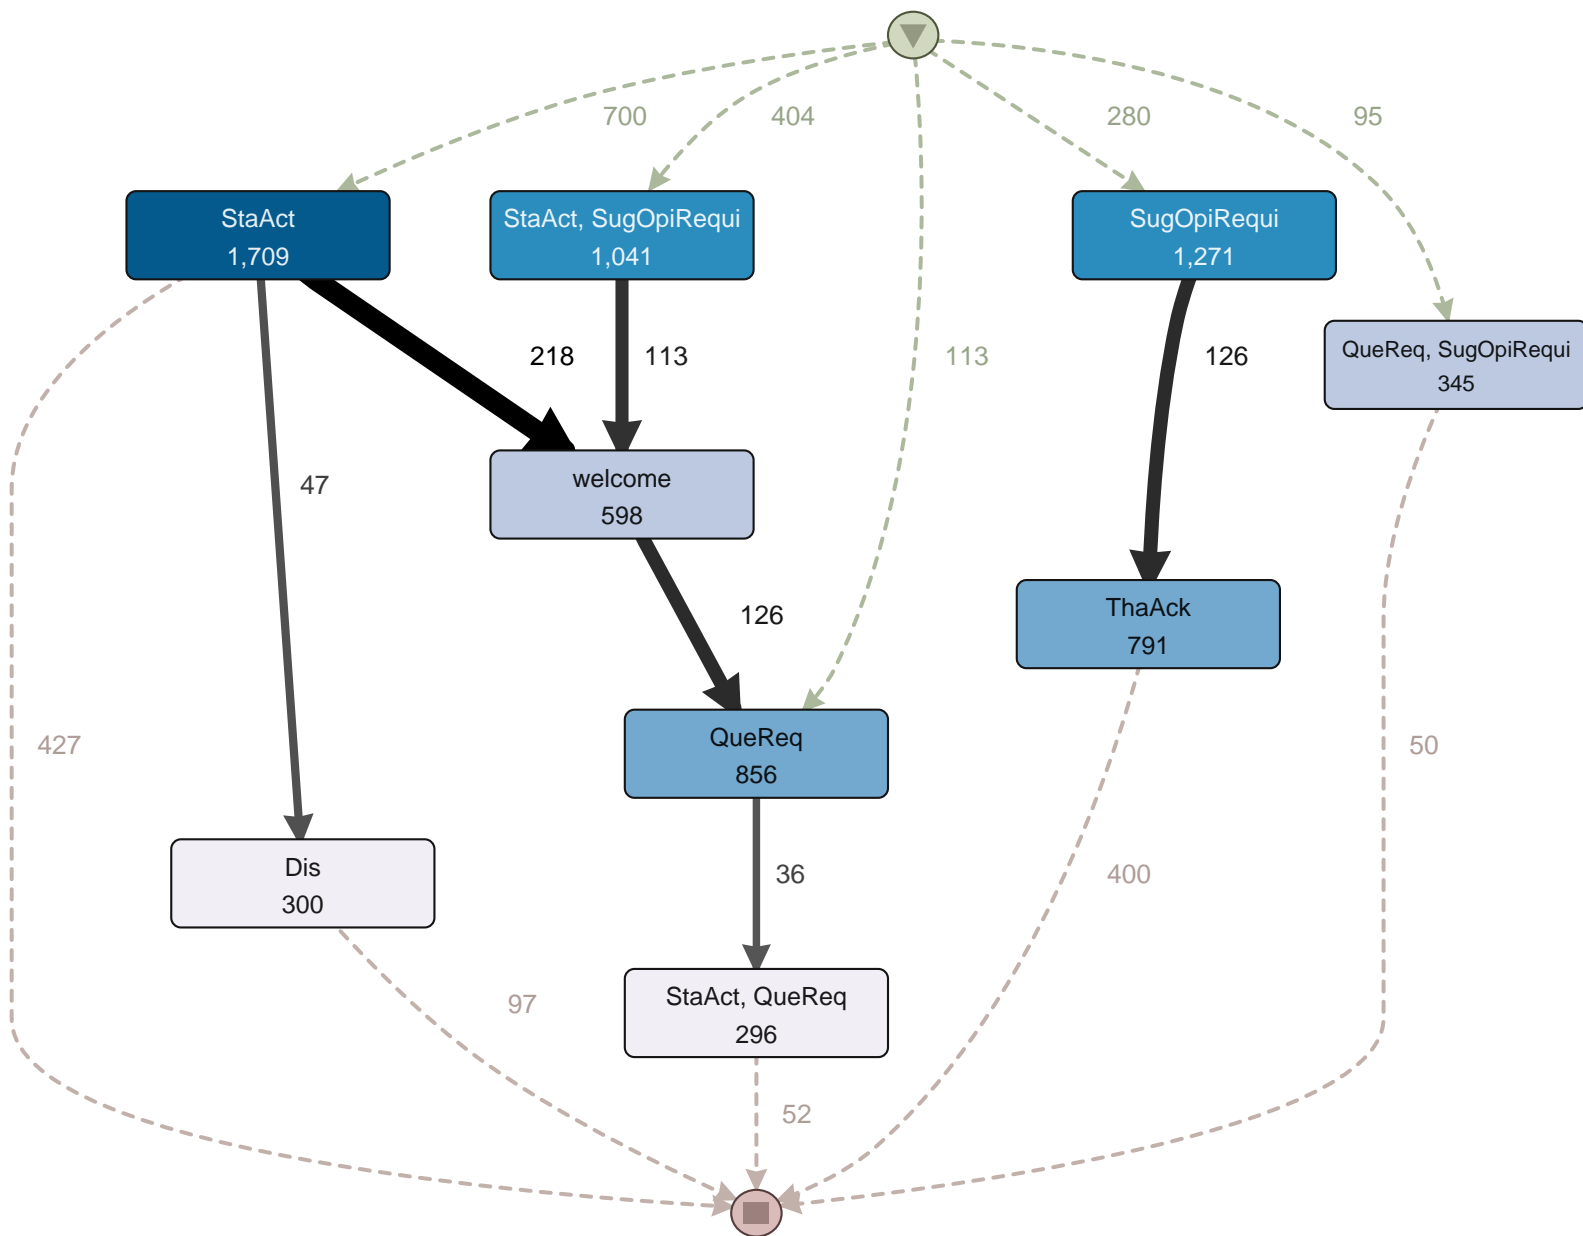 700
404
280
95
StaAct
1,709
StaAct, SugOpiRequi
1,041
SugOpiRequi
1,271
218
113
113
126
QueReq, SugOpiRequi
345
47
welcome
598
126
ThaAck
791
427
QueReq
856
50
Dis
300
36
400
97
StaAct, QueReq
296
52